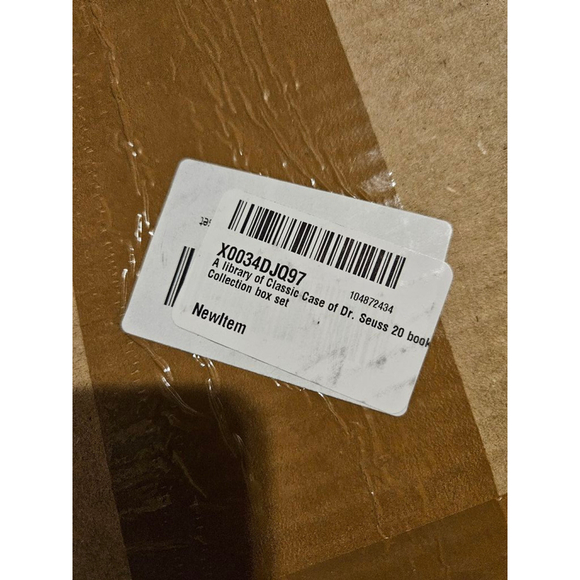 X0034DJQ97
104872434
A library of Classic Case of Dr. Seuss 20 book
Collection box set
NewItem